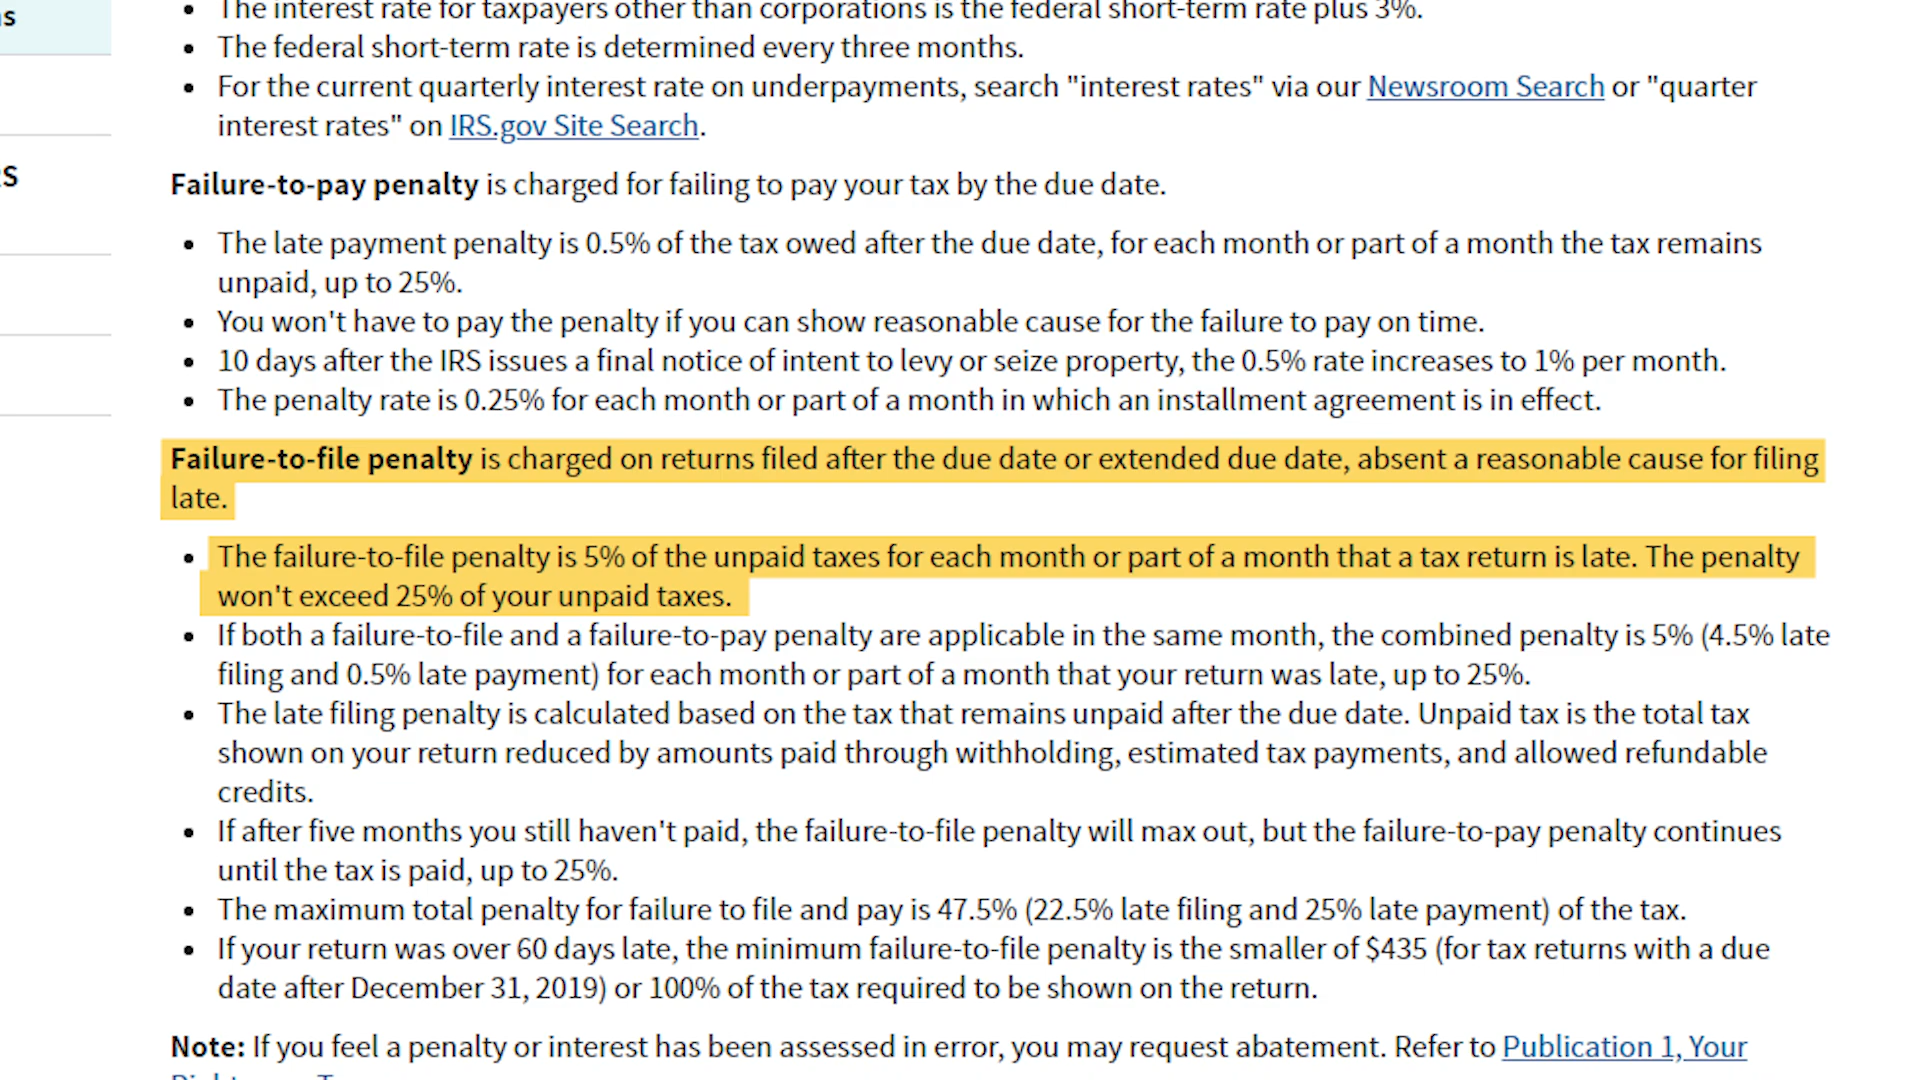 s
The interest rate for taxpayers other than corporations is the federal short-term rate plus 3%.
The federal short-term rate is determined every three months.
For the current quarterly interest rate on underpayments, search "interest rates" via our Newsroom Search or "quarter
interest rates" on IRS.gov Site Search.
RS
Failure-to-pay penalty is charged for failing to pay your tax by the due date.
The late payment penalty is 0.5% of the tax owed after the due date, for each month or part of a month the tax remains
unpaid, up to 25%.
You won't have to pay the penalty if you can show reasonable cause for the failure to pay on time.
10 days after the IRS issues a final notice of intent to levy or seize property, the 0.5% rate increases to 1% per month.
The penalty rate is 0.25% for each month or part of a month in which an installment agreement is in effect.
Failure-to-file penalty is charged on returns filed after the due date or extended due date, absent a reasonable cause for filing
late.
The failure-to-file penalty is 5% of the unpaid taxes for each month or part of a month that a tax return is late. The penalty
won't exceed 25% of your unpaid taxes.
If both a failure-to-file and a failure-to-pay penalty are applicable in the same month, the combined penalty is 5% (4.5% late
filing and 0.5% late payment) for each month or part of a month that your return was late, up to 25%.
The late filing penalty is calculated based on the tax that remains unpaid after the due date. Unpaid tax is the total tax
shown on your return reduced by amounts paid through withholding, estimated tax payments, and allowed refundable
credits.
If after five months you still haven't paid, the failure-to-file penalty will max out, but the failure-to-pay penalty continues
until the tax is paid, up to 25%.
The maximum total penalty for failure to file and pay is 47.5% (22.5% late filing and 25% late payment) of the tax.
If your return was over 60 days late, the minimum failure-to-file penalty is the smaller of $435 (for tax returns with a due
date after December 31, 2019) or 100% of the tax required to be shown on the return.
Note: If you feel a penalty or interest has been assessed in error, you may request abatement. Refer to Publication 1, Your